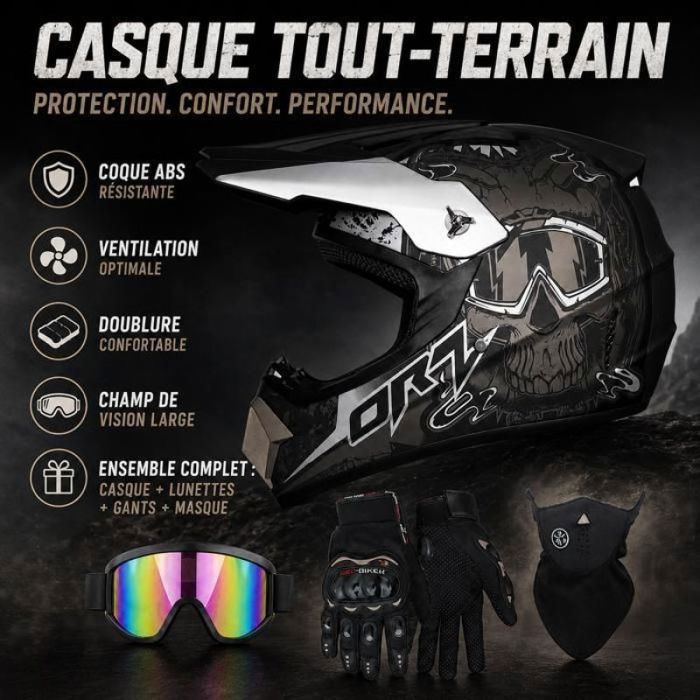 CASQUE TOUT-TERRAIN
PROTECTION. CONFORT. PERFORMANCE.
COQUE ABS
RÉSISTANTE
VENTILATION
OPTIMALE
DOUBLURE
CONFORTABLE
CHAMP DE
VISION LARGE
ENSEMBLE COMPLET :
CASQUE + LUNETTES
+ GANTS + MASQUE
ORZ